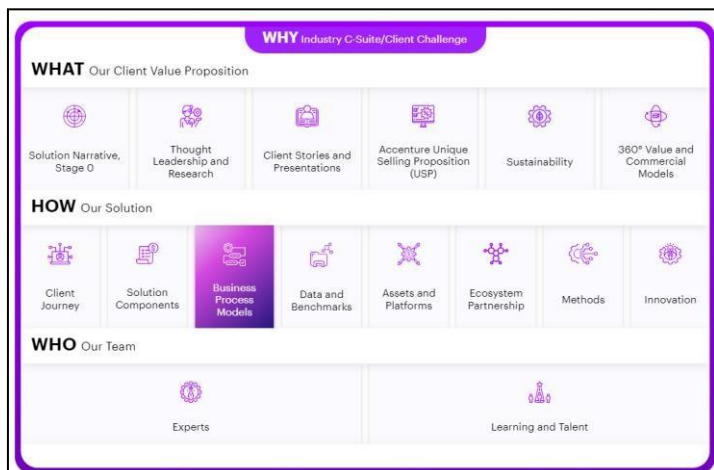 WHY Industry C-Suite/Client Challenge
WHAT Our Client Value Proposition
Solution Narrative,
Stage 0
Thought
Leadership and
Research
Client Stories and
Presentations
Accenture Unique
Selling Proposition
(USP)
Sustainability
360° Value and
Commercial
Models
HOW Our Solution
Client
Journey
Solution
Components
Business
Process
Models
Data and
Benchmarks
Assets and
Platforms
Ecosystem
Partnership
Methods
Innovation
WHO Our Team
Experts
Learning and Talent